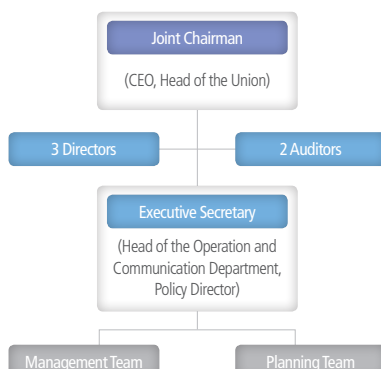 Joint Chairman
(CEO, Head of the Union)
3 Directors
2 Auditors
Executive Secretary
(Head of the Operation and
Communication Department,
Policy Director)
Management Team
Planning Team